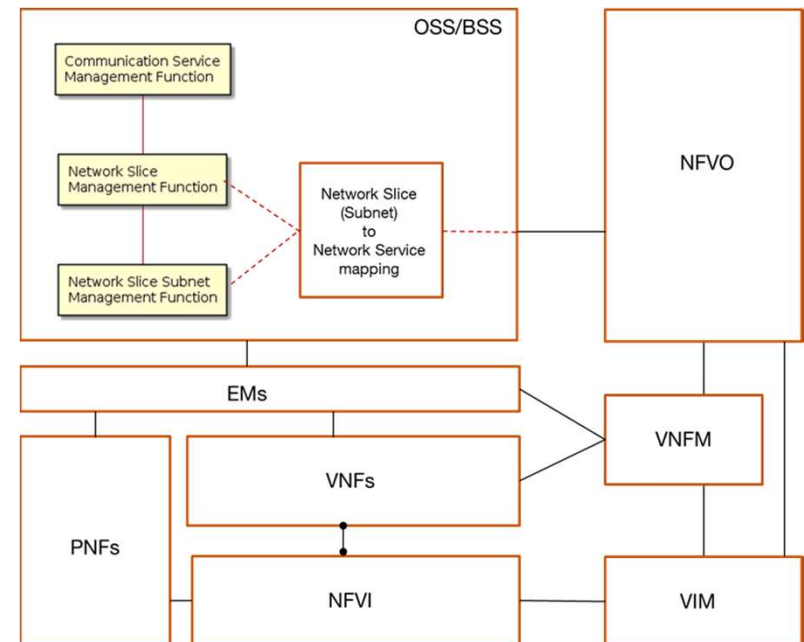 OSS/BSS
Communication Service
Management Function
Network Slice
Management Function
Network Slice Subnet
Management Function
Network Slice
(Subnet)
to
Network Service
mapping
NFVO
EMs
VNFM
VNFs
PNFs
NFVI
VIM